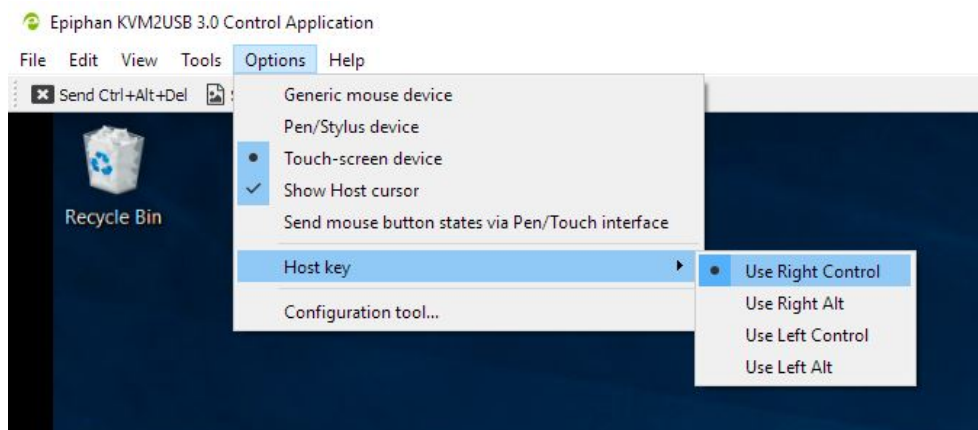 Epiphan KVM2USB 3.0 Control Application
File Edit View Tools Options Help
Send Ctrl+Alt+Del
Generic mouse device
Pen/Stylus device
Touch-screen device
Show Host cursor
Send mouse button states via Pen/Touch interface
Host key
Configuration tool...
Use Right Control
Use Right Alt
Use Left Control
Use Left Alt
Recycle Bin